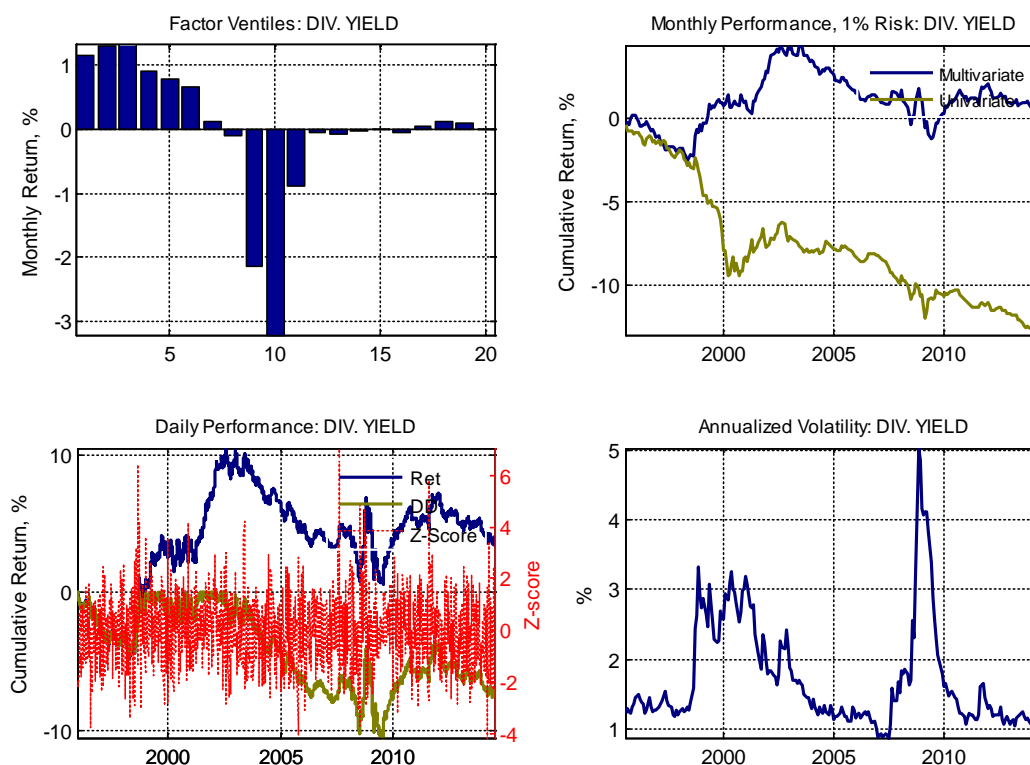 Factor Ventiles: DIV. YIELD
Monthly Return, %
1
0
-1
-2
-3
5
10
15
20
Monthly Performance, 1% Risk: DIV. YIELD
Cumulative Return, %
0
-5
-10
2000
2005
2010
Multivariate
Univariate
Daily Performance: DIV. YIELD
Cumulative Return, %
10
0
-10
2000
2005
2010
Ret
DD
Z-Score
6
4
2
0
-2
-4
Z-score
Annualized Volatility: DIV. YIELD
%
5
4
3
2
1
2000
2005
2010